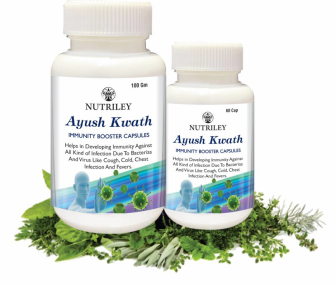 100 Gm
NUTRILEY
Ayush Kwath
IMMUNITY BOOSTER CAPSULES
Helps in Developing Immunity Against
All Kind of Infection Due To Bacterias
And Virus Like Cough, Cold, Chest
Infection And Fevers.
60 Cap
NUTRILEY
Ayush Kwath
IMMUNITY BOOSTER CAPSULES
Helps in Developing Immunity Against
All Kind of Infection Due To Bacterias
And Virus Like Cough, Cold, Chest
Infection And Fevers.